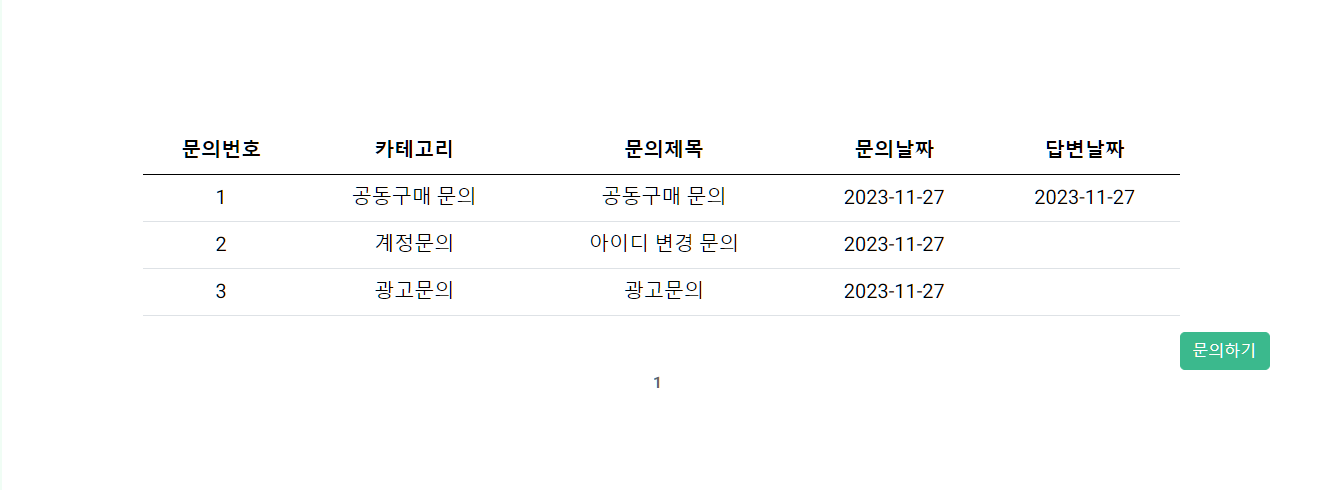 문의번호 카테고리 문의제목 문의날짜 답변날짜
1 공동구매 문의 공동구매 문의 2023-11-27 2023-11-27
2 계정문의 아이디 변경 문의 2023-11-27
3 광고문의 광고문의 2023-11-27
문의하기
1